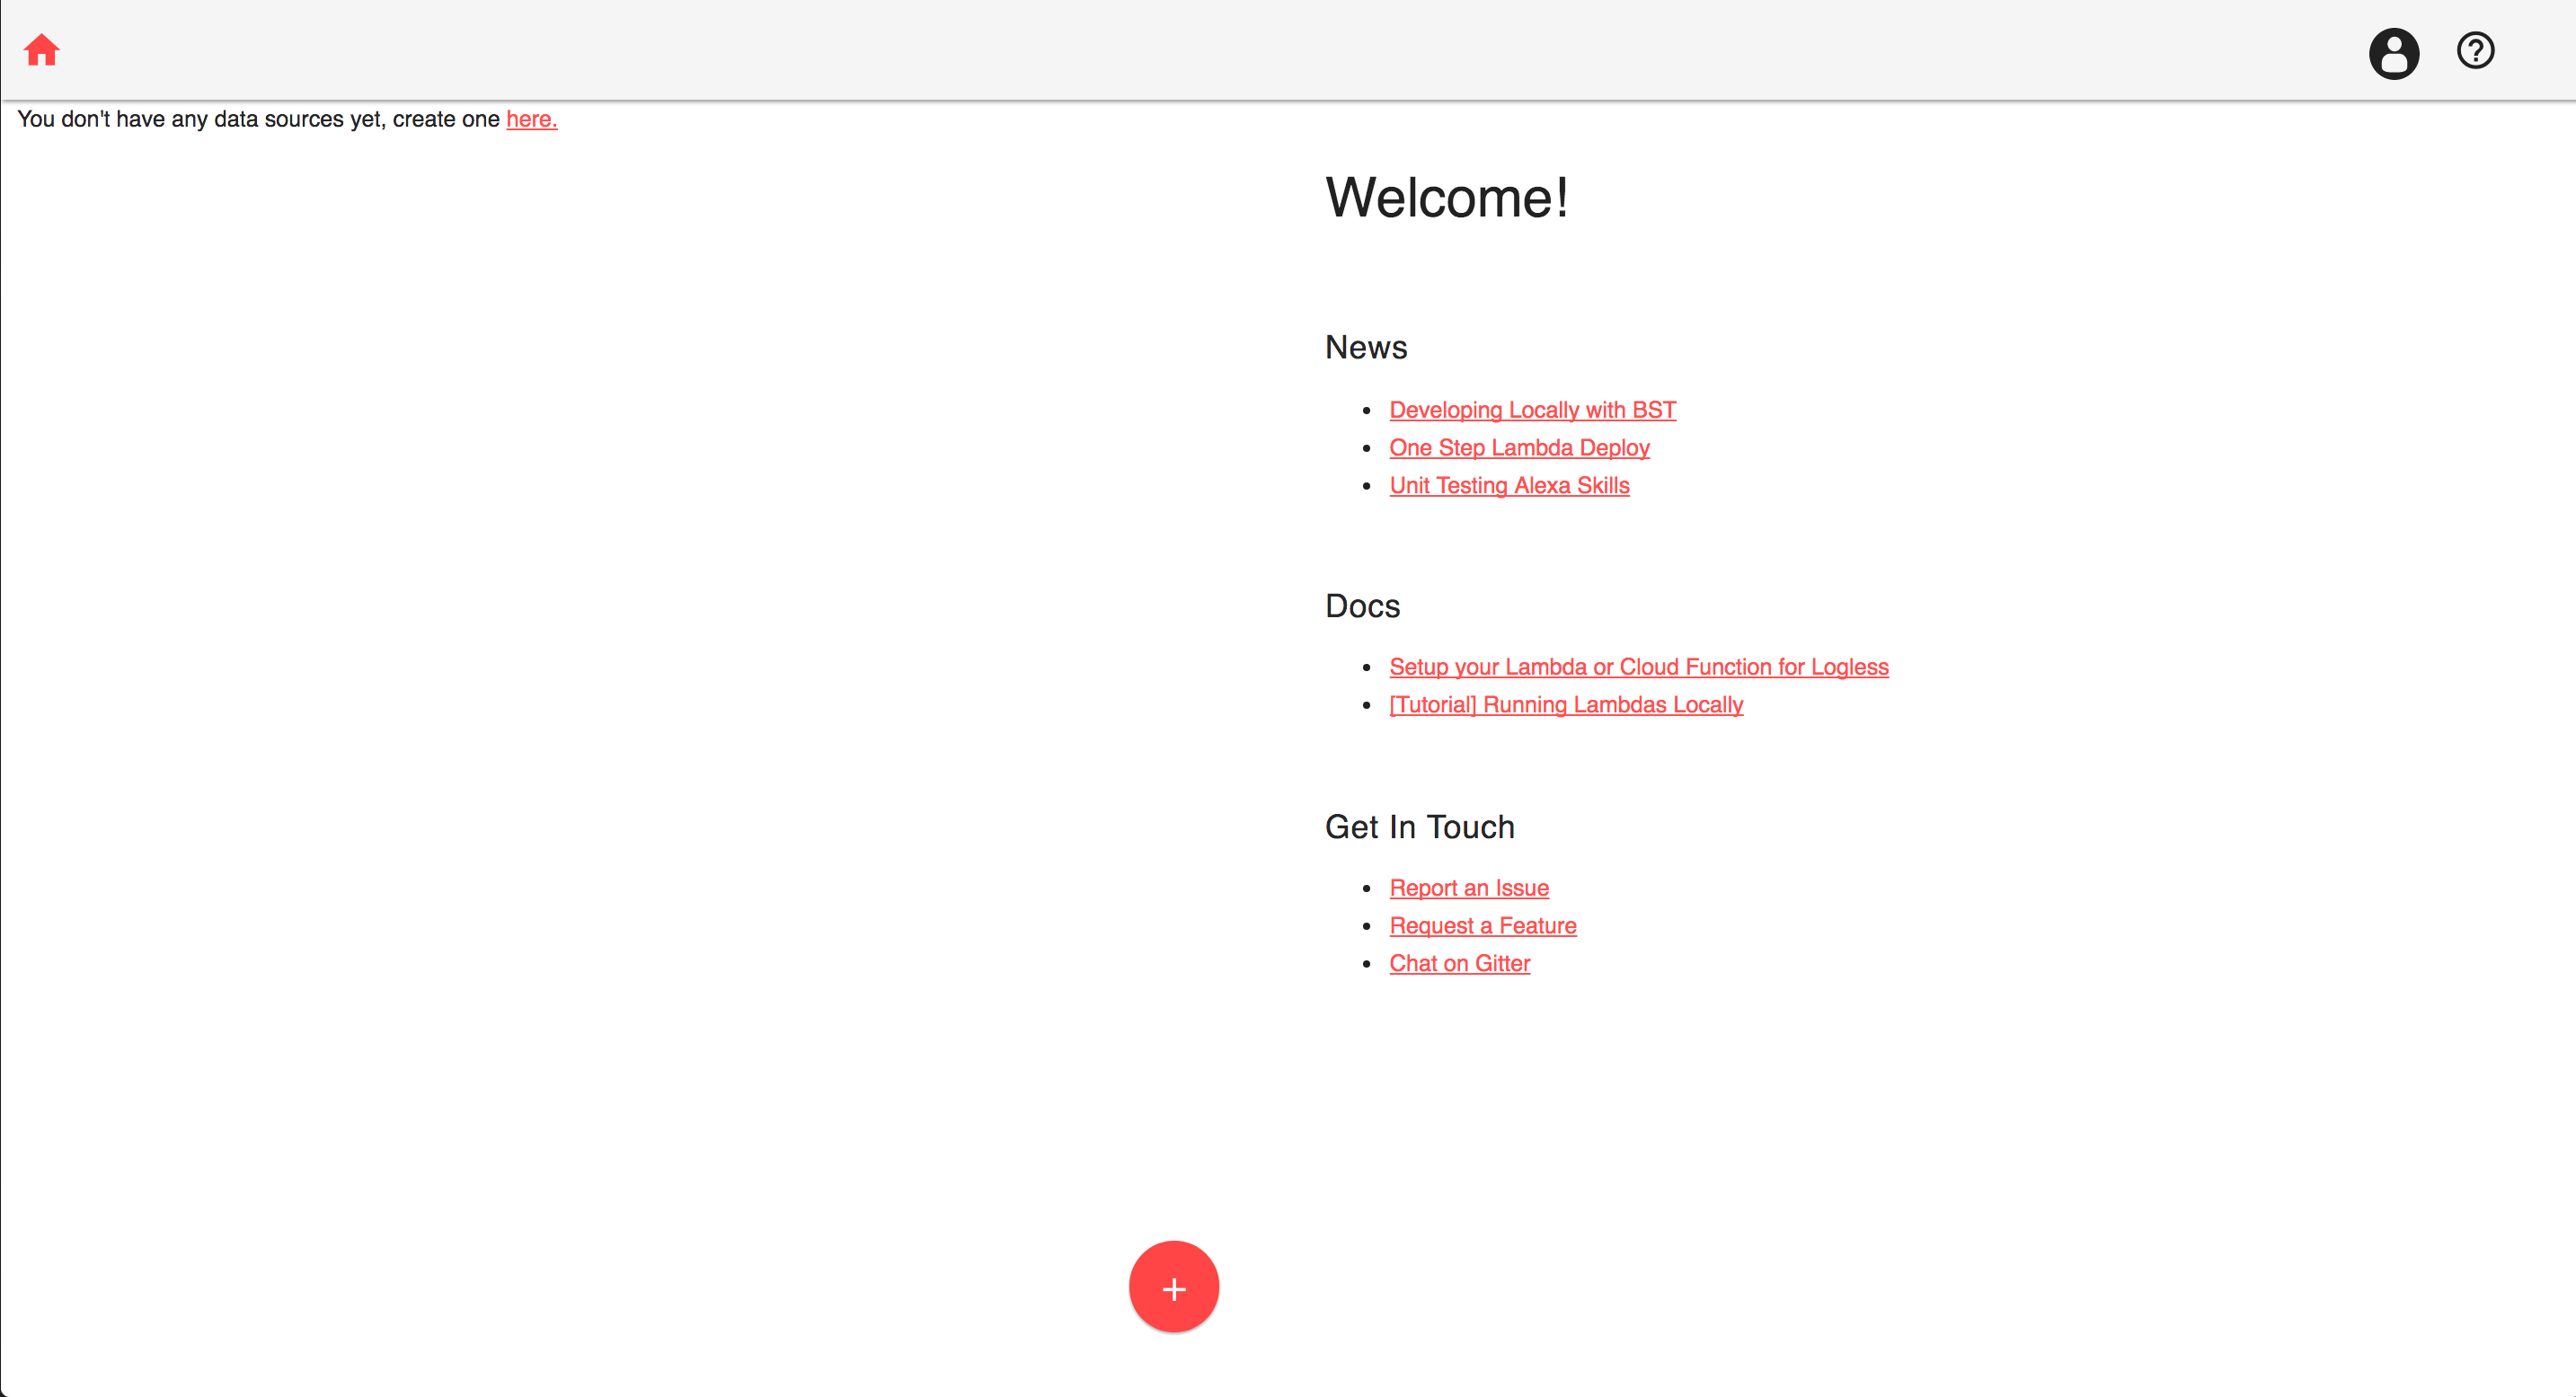 You don't have any data sources yet, create one here.
Welcome!
News
Developing Locally with BST
One Step Lambda Deploy
Unit Testing Alexa Skills
Docs
Setup your Lambda or Cloud Function for Logless
[Tutorial] Running Lambdas Locally
Get In Touch
Report an Issue
Request a Feature
Chat on Gitter